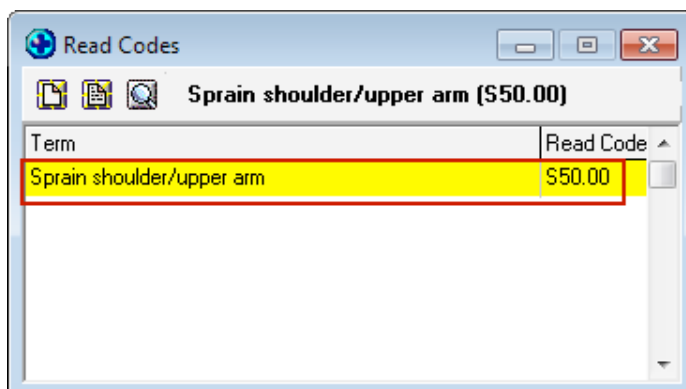 Read Codes
Sprain shoulder/upper arm (S50.00)
Term Read Code
Sprain shoulder/upper arm S50.00